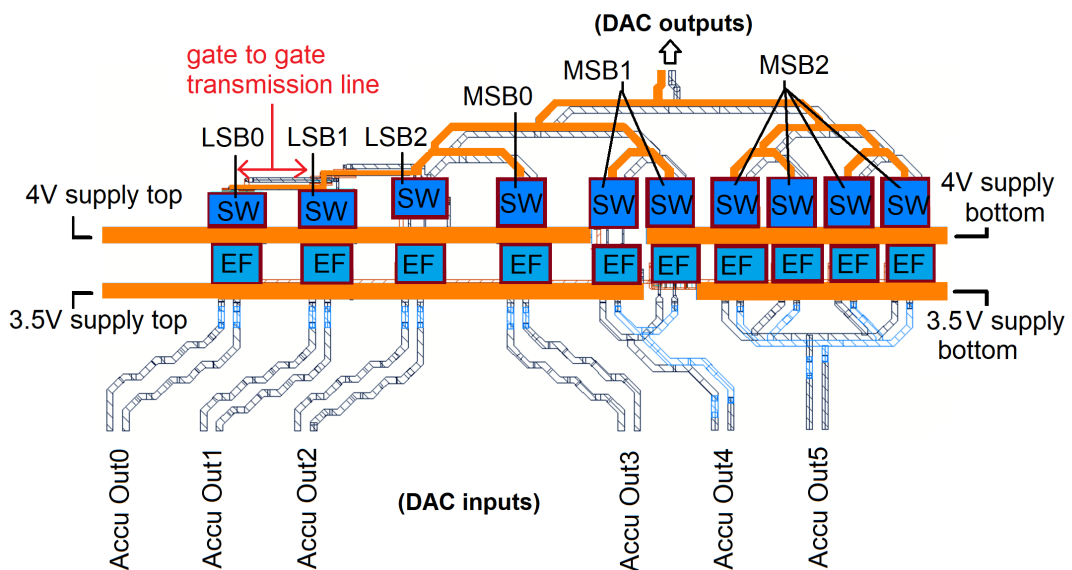 (DAC outputs)
gate to gate
transmission line
MSB1
MSB2
MSB0
LSB0
LSB1
LSB2
4V supply top
SW
SW
SW
SW
SW
SW
SW
SW
SW
SW
4V supply
bottom
EF
EF
EF
EF
EF
EF
EF
EF
EF
EF
3.5V supply top
3.5V supply
bottom
Accu Out0
Accu Out1
Accu Out2
(DAC inputs)
Accu Out3
Accu Out4
Accu Out5